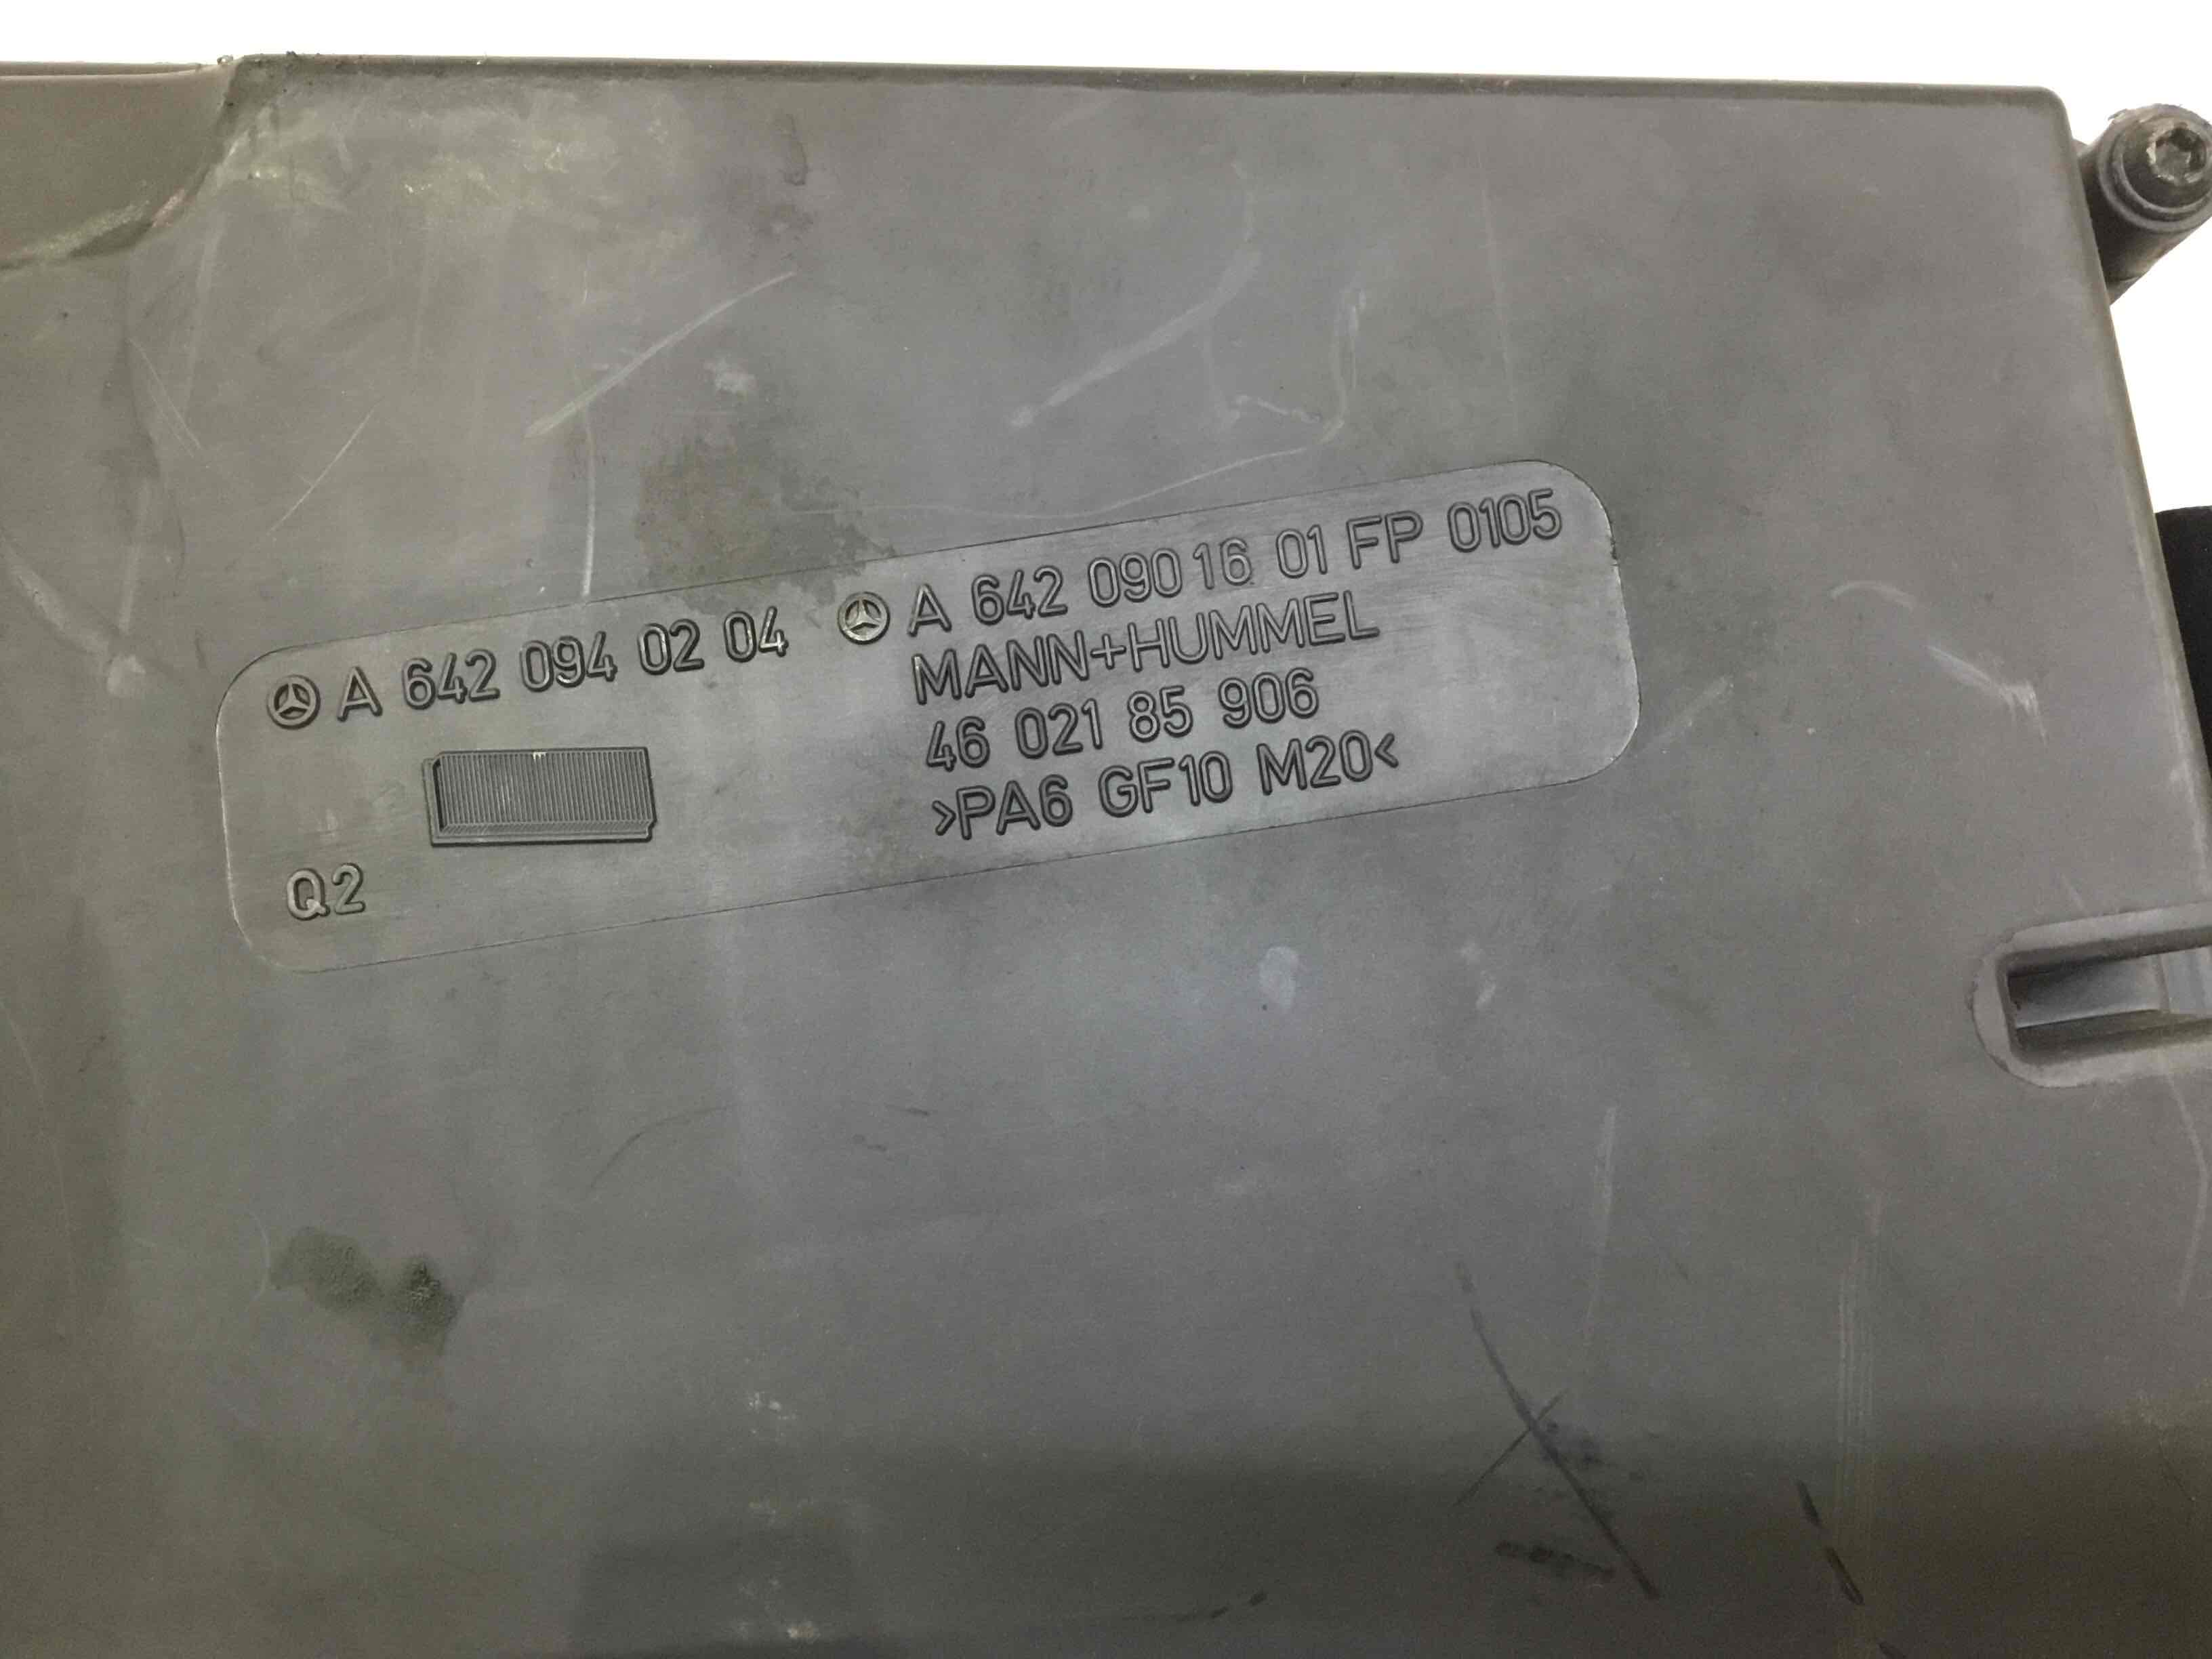 A 642 094 02 04
Q2
A 642 090 16 01 FP 0105
MANN+HUMMEL
46 021 85 906
>PA6 GF10 M20<